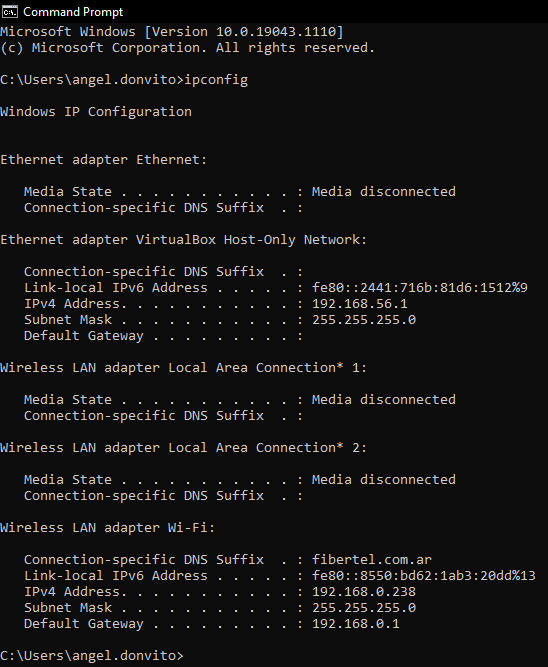 Command Prompt
Microsoft Windows [Version 10.0.19043.1110]
(c) Microsoft Corporation. All rights reserved.
C:\Users\angel.donvito>ipconfig
Windows IP Configuration
Ethernet adapter Ethernet:
   Media State . . . . . . . . . . . : Media disconnected
   Connection-specific DNS Suffix  . :
Ethernet adapter VirtualBox Host-Only Network:
   Connection-specific DNS Suffix  . :
   Link-local IPv6 Address . . . . . : fe80::2441:716b:81d6:1512%9
   IPv4 Address. . . . . . . . . . . : 192.168.56.1
   Subnet Mask . . . . . . . . . . . : 255.255.255.0
   Default Gateway . . . . . . . . . :
Wireless LAN adapter Local Area Connection* 1:
   Media State . . . . . . . . . . . : Media disconnected
   Connection-specific DNS Suffix  . :
Wireless LAN adapter Local Area Connection* 2:
   Media State . . . . . . . . . . . : Media disconnected
   Connection-specific DNS Suffix  . :
Wireless LAN adapter Wi-Fi:
   Connection-specific DNS Suffix  . : fibertel.com.ar
   Link-local IPv6 Address . . . . . : fe80::8550:bd62:1ab3:20dd%13
   IPv4 Address. . . . . . . . . . . : 192.168.0.238
   Subnet Mask . . . . . . . . . . . : 255.255.255.0
   Default Gateway . . . . . . . . . : 192.168.0.1
C:\Users\angel.donvito>